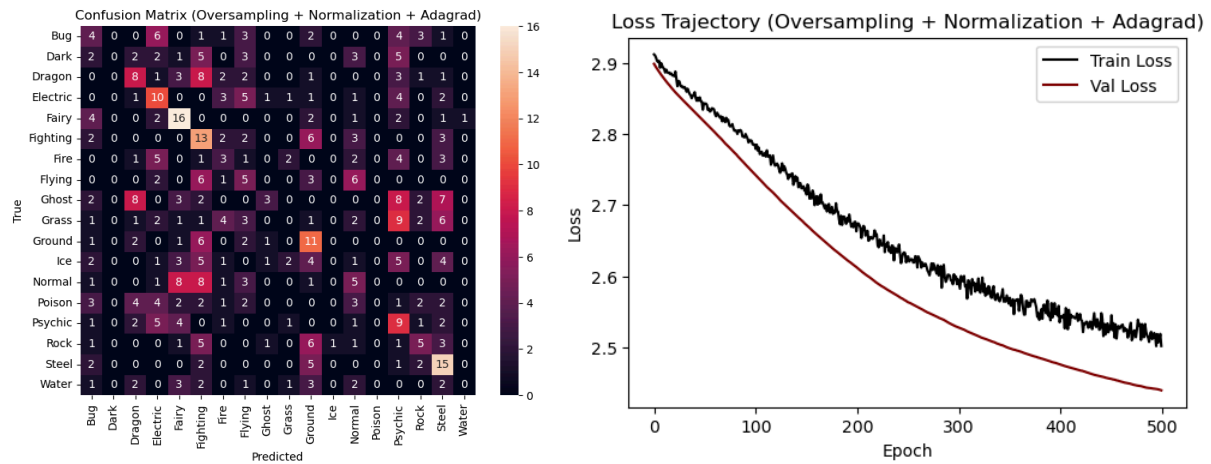 Confusion Matrix (Oversampling + Normalization + Adagrad)
True
Bug 4 0 0 6 0 1 1 3 0 0 2 0 0 0 4 3 1 0
Dark 2 0 2 2 1 5 0 3 0 0 0 0 3 0 5 0 0 0
Dragon 0 0 8 1 3 8 2 2 0 0 1 0 0 0 3 1 1 0
Electric 0 0 1 10 0 0 3 5 1 1 1 0 1 0 4 0 2 0
Fairy 4 0 0 2 16 0 0 0 0 0 2 0 1 0 2 0 1 1
Fighting 2 0 0 0 0 13 2 2 0 0 6 0 3 0 0 0 3 0
Fire 0 0 1 5 0 1 3 1 0 2 0 0 1 0 4 0 3 0
Flying 0 0 0 2 0 6 1 5 0 0 3 0 6 0 0 0 0 0
Ghost 2 0 8 0 3 2 0 0 3 0 0 0 0 0 8 2 7 0
Grass 1 0 1 2 1 1 4 3 0 0 1 0 2 0 9 2 6 0
Ground 1 0 2 0 1 6 0 2 1 0 11 0 0 0 0 0 0 0
Ice 2 0 0 1 3 5 1 0 1 2 4 0 1 0 5 0 4 0
Normal 1 0 0 1 8 8 1 3 0 0 1 0 5 0 0 0 0 0
Poison 3 0 4 4 2 2 1 2 0 0 0 0 3 0 1 2 2 0
Psychic 1 0 2 5 4 0 1 0 0 1 0 0 0 0 9 1 2 0
Rock 0 0 0 0 1 5 0 0 1 0 6 1 1 0 1 5 3 0
Steel 2 0 0 0 0 2 0 0 0 0 5 0 0 0 1 2 15 0
Water 1 0 2 0 3 2 0 1 0 1 3 0 2 0 0 0 2 0
Bug Dark Dragon Electric Fairy Fighting Fire Flying Ghost Grass Ground Ice Normal Poison Psychic Rock Steel Water
Predicted
16
14
12
10
8
6
4
2
0
Loss Trajectory (Oversampling + Normalization + Adagrad)
Train Loss
Val Loss
Loss
2.9
2.8
2.7
2.6
2.5
0 100 200 300 400 500
Epoch